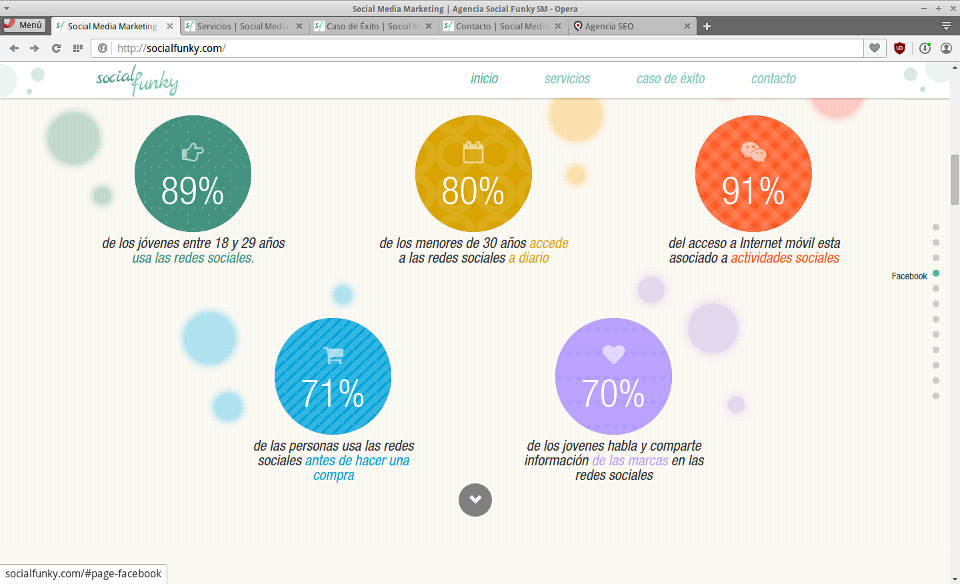 Social Media Marketing | Agencia Social Funky SM - Opera
Menú
Social Media Marketing
Servicios | Social Media
Caso de Éxito | Social M
Contacto | Social Medi
Agencia SEO
http://socialfunky.com/
social funky
inicio
servicios
caso de éxito
contacto
89%
80%
91%
de los jóvenes entre 18 y 29 años
usa las redes sociales.
de los menores de 30 años accede
a las redes sociales a diario
del acceso a Internet móvil esta
asociado a actividades sociales
Facebook
71%
70%
de las personas usa las redes
sociales antes de hacer una
compra
de los jovenes habla y comparte
información de las marcas en las
redes sociales
socialfunky.com/#page-facebook